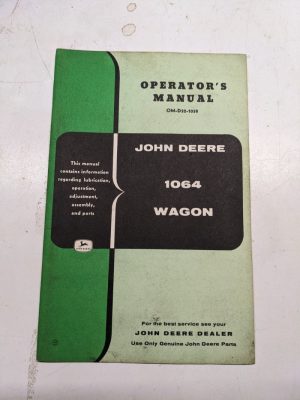 OPERATOR'S
MANUAL
This manual
contains information
regarding lubrication,
operation,
adjustment,
assembly,
and parts
JOHN DEERE
1064
WAGON
For the best service see your
JOHN DEERE DEALER
Use Only Genuine John Deere Parts